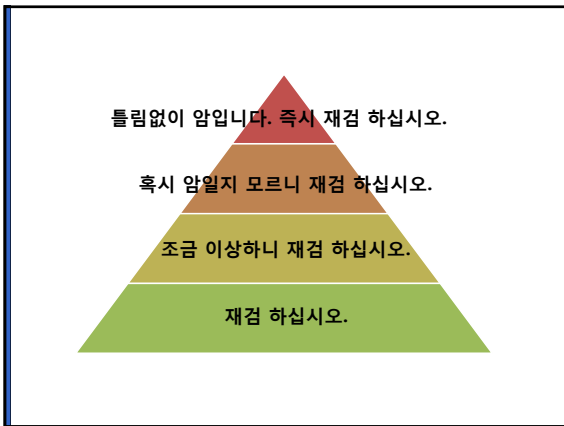 틀림없이 암입니다. 즉시 재검 하십시오.
혹시 암일지 모르니 재검 하십시오.
조금 이상하니 재검 하십시오.
재검 하십시오.